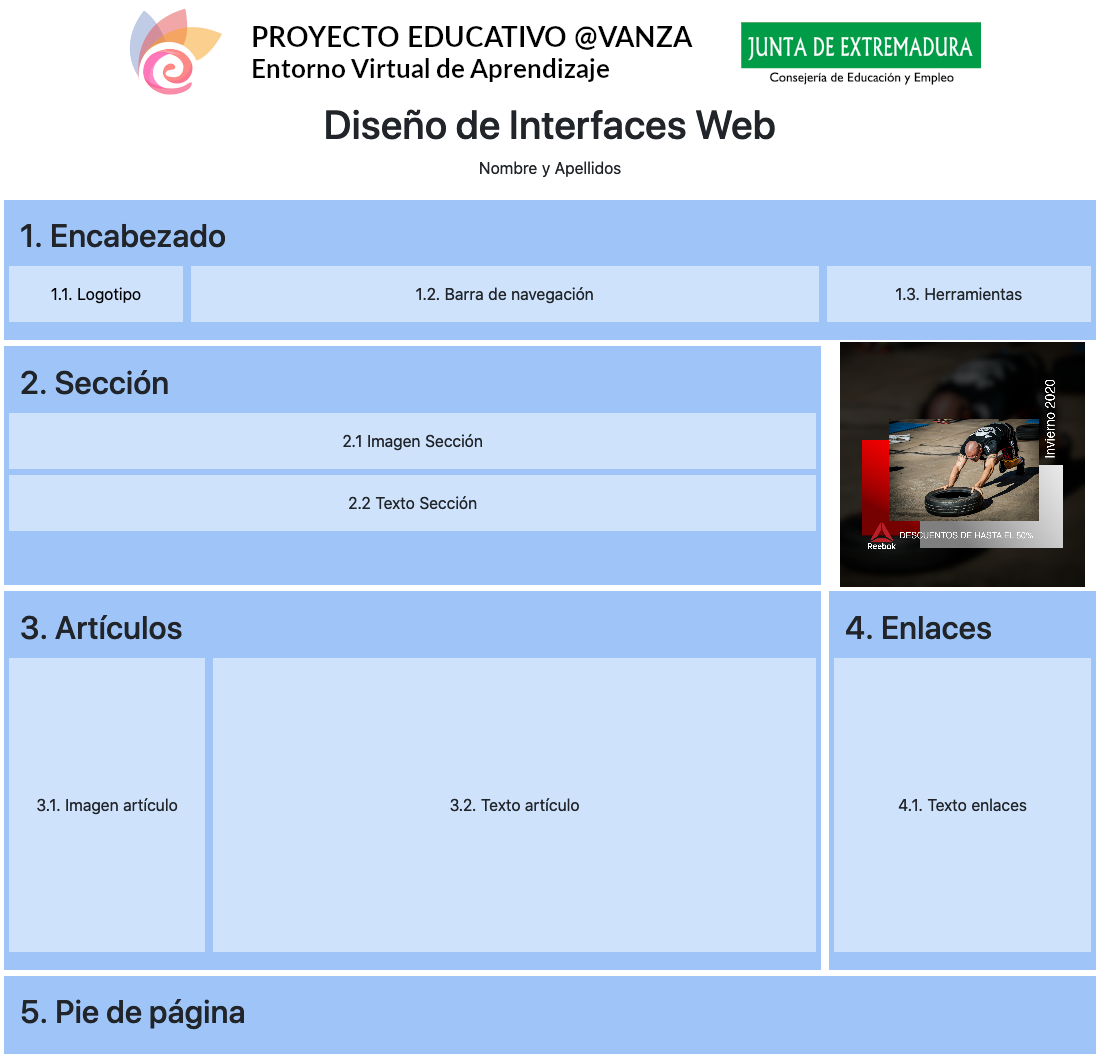 PROYECTO EDUCATIVO @VANZA
Entorno Virtual de Aprendizaje
JUNTA DE EXTREMADURA
Consejería de Educación y Empleo
Diseño de Interfaces Web
Nombre y Apellidos
1. Encabezado
1.1. Logotipo
1.2. Barra de navegación
1.3. Herramientas
2. Sección
2.1 Imagen Sección
2.2 Texto Sección
Invierno 2020
DESCUENTOS DE HASTA EL 50%
Reebok
3. Artículos
3.1. Imagen artículo
3.2. Texto artículo
4. Enlaces
4.1. Texto enlaces
5. Pie de página